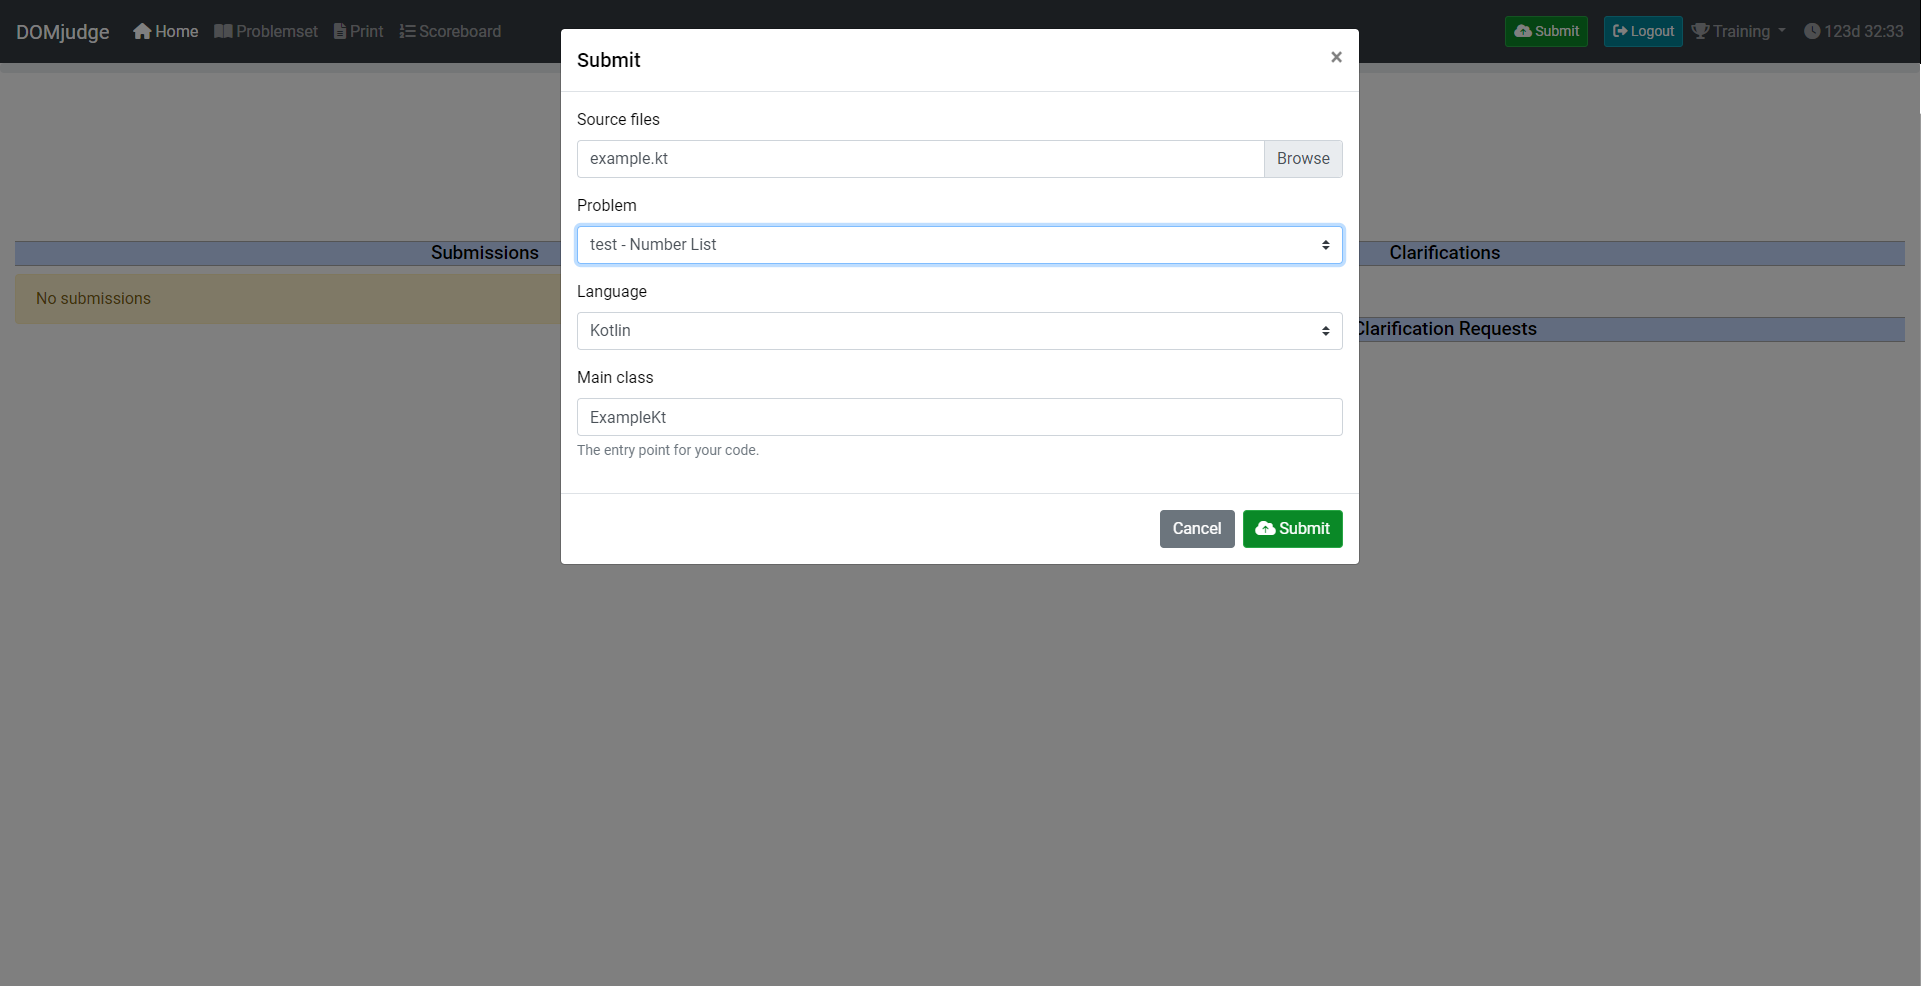 DOMjudge Home Problemset Print Scoreboard Submit Logout Training 123d 32:33
Submit ×
Source files
example.kt Browse
Problem
test - Number List
Submissions Clarifications
Language
No submissions
Kotlin
Clarification Requests
Main class
ExampleKt
The entry point for your code.
Cancel Submit